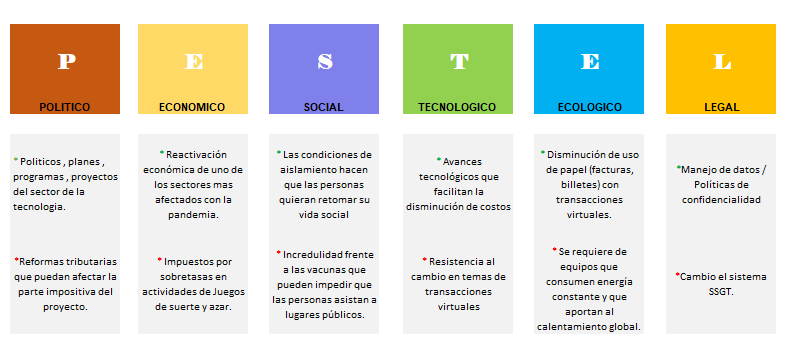 P
POLITICO
* Politicos , planes ,
programas , proyectos
del sector de la
tecnologia.
*Reformas tributarias
que puedan afectar la
parte impositiva del
proyecto.
E
ECONOMICO
* Reactivación
económica de uno de
los sectores mas
afectados con la
pandemia.
* Impuestos por
sobretasas en
actividades de Juegos
de suerte y azar.
S
SOCIAL
* Las condiciones de
aislamiento hacen
que las personas
quieran retomar su
vida social
* Incredulidad frente
a las vacunas que
pueden impedir que
las personas asistan a
lugares públicos.
T
TECNOLOGICO
* Avances
tecnológicos que
facilitan la
disminución de costos
* Resistencia al
cambio en temas de
transacciones
virtuales
E
ECOLOGICO
* Disminución de uso
de papel (facturas,
billetes) con
transacciones
virtuales.
* Se requiere de
equipos que
consumen energía
constante y que
aportan al
calentamiento global.
L
LEGAL
*Manejo de datos /
Políticas de
confidencialidad
*Cambio el sistema
SSGT.